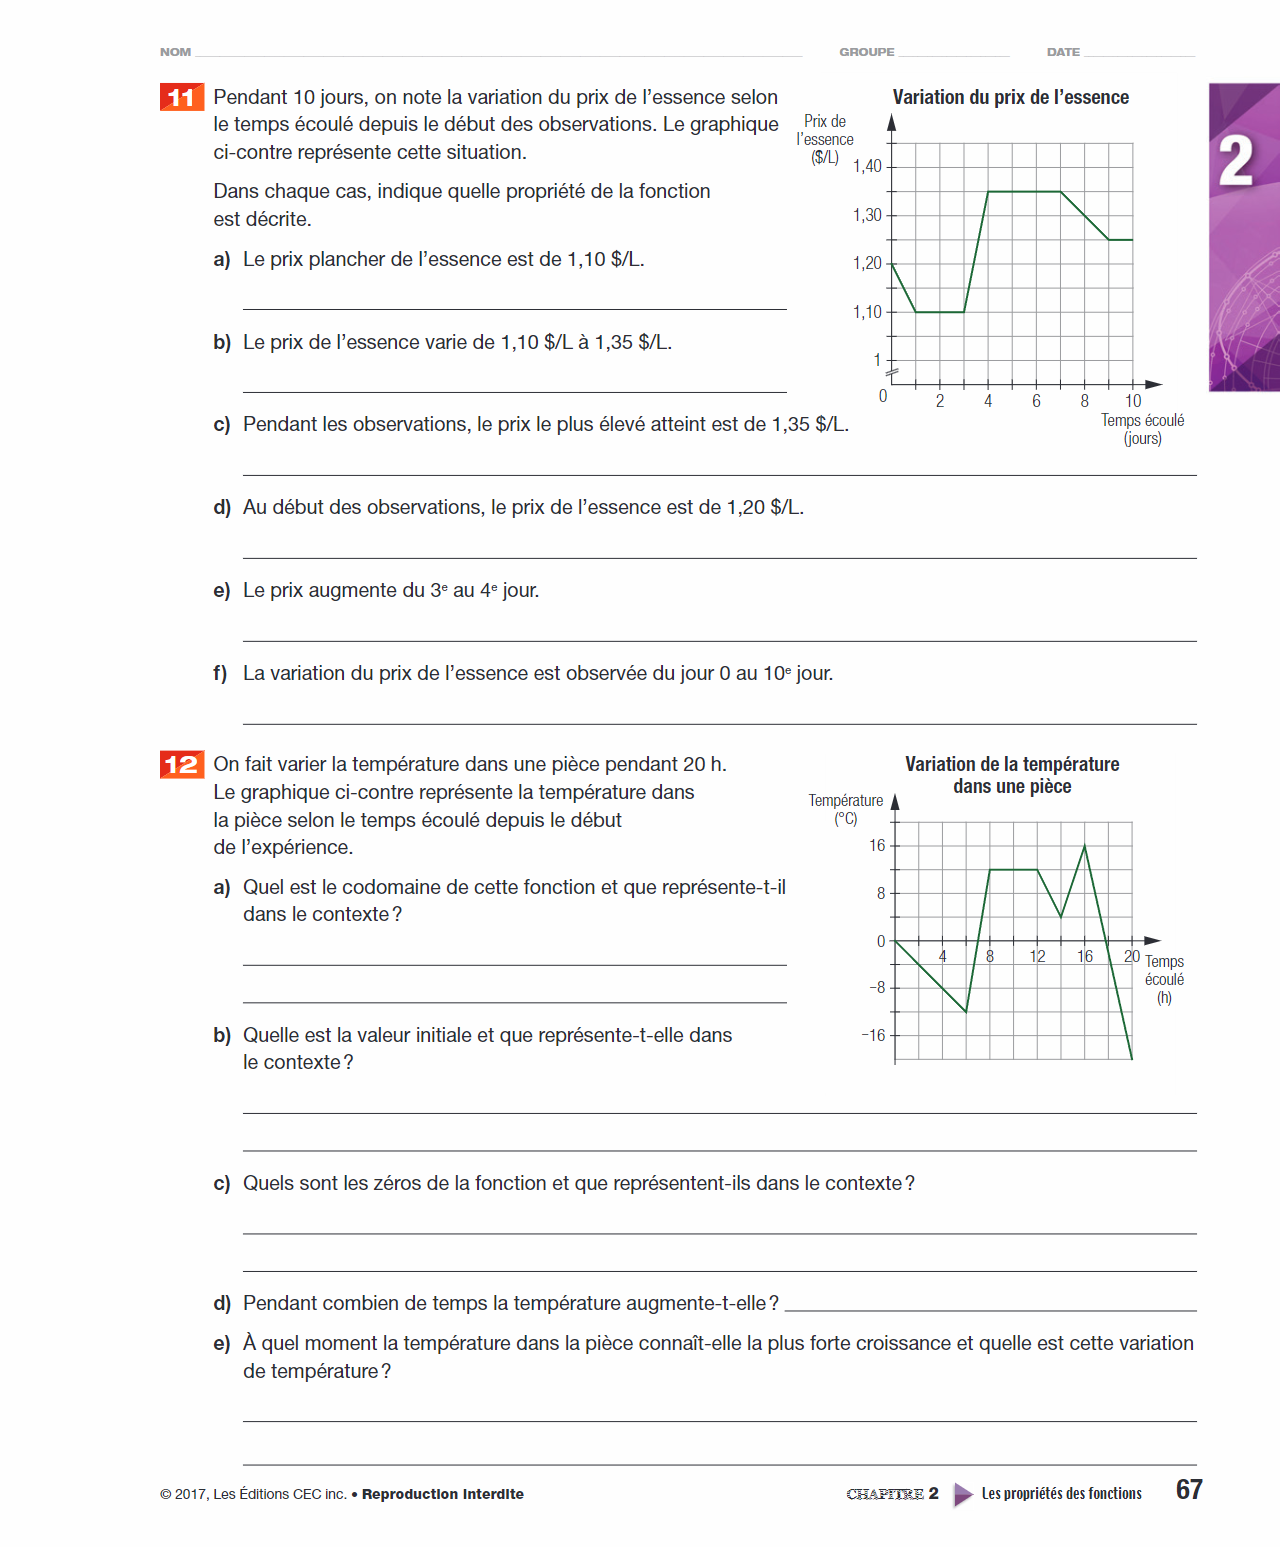 NOM GROUPE DATE
11 Pendant 10 jours, on note la variation du prix de l'essence selon
le temps écoulé depuis le début des observations. Le graphique
ci-contre représente cette situation.
Dans chaque cas, indique quelle propriété de la fonction
est décrite.
a) Le prix plancher de l'essence est de 1,10 $/L.
b) Le prix de l'essence varie de 1,10 $/L à 1,35 $/L.
c) Pendant les observations, le prix le plus élevé atteint est de 1,35 $/L.
d) Au début des observations, le prix de l'essence est de 1,20 $/L.
e) Le prix augmente du 3e au 4e jour.
f) La variation du prix de l'essence est observée du jour 0 au 10e jour.
Variation du prix de l'essence
Prix de
l'essence
($/L)
1,40
1,30
1,20
1,10
1
0 2 4 6 8 10
Temps écoulé
(jours)
2
12 On fait varier la température dans une pièce pendant 20 h.
Le graphique ci-contre représente la température dans
la pièce selon le temps écoulé depuis le début
de l'expérience.
a) Quel est le codomaine de cette fonction et que représente-t-il
dans le contexte ?
b) Quelle est la valeur initiale et que représente-t-elle dans
le contexte ?
Variation de la température
dans une pièce
Température
(°C)
16
8
0
–8
–16
4 8 12 16 20
Temps
écoulé
(h)
c) Quels sont les zéros de la fonction et que représentent-ils dans le contexte ?
d) Pendant combien de temps la température augmente-t-elle ?
e) À quel moment la température dans la pièce connaît-elle la plus forte croissance et quelle est cette variation
de température ?
© 2017, Les Éditions CEC inc. • Reproduction interdite
CHAPITRE 2 Les propriétés des fonctions 67